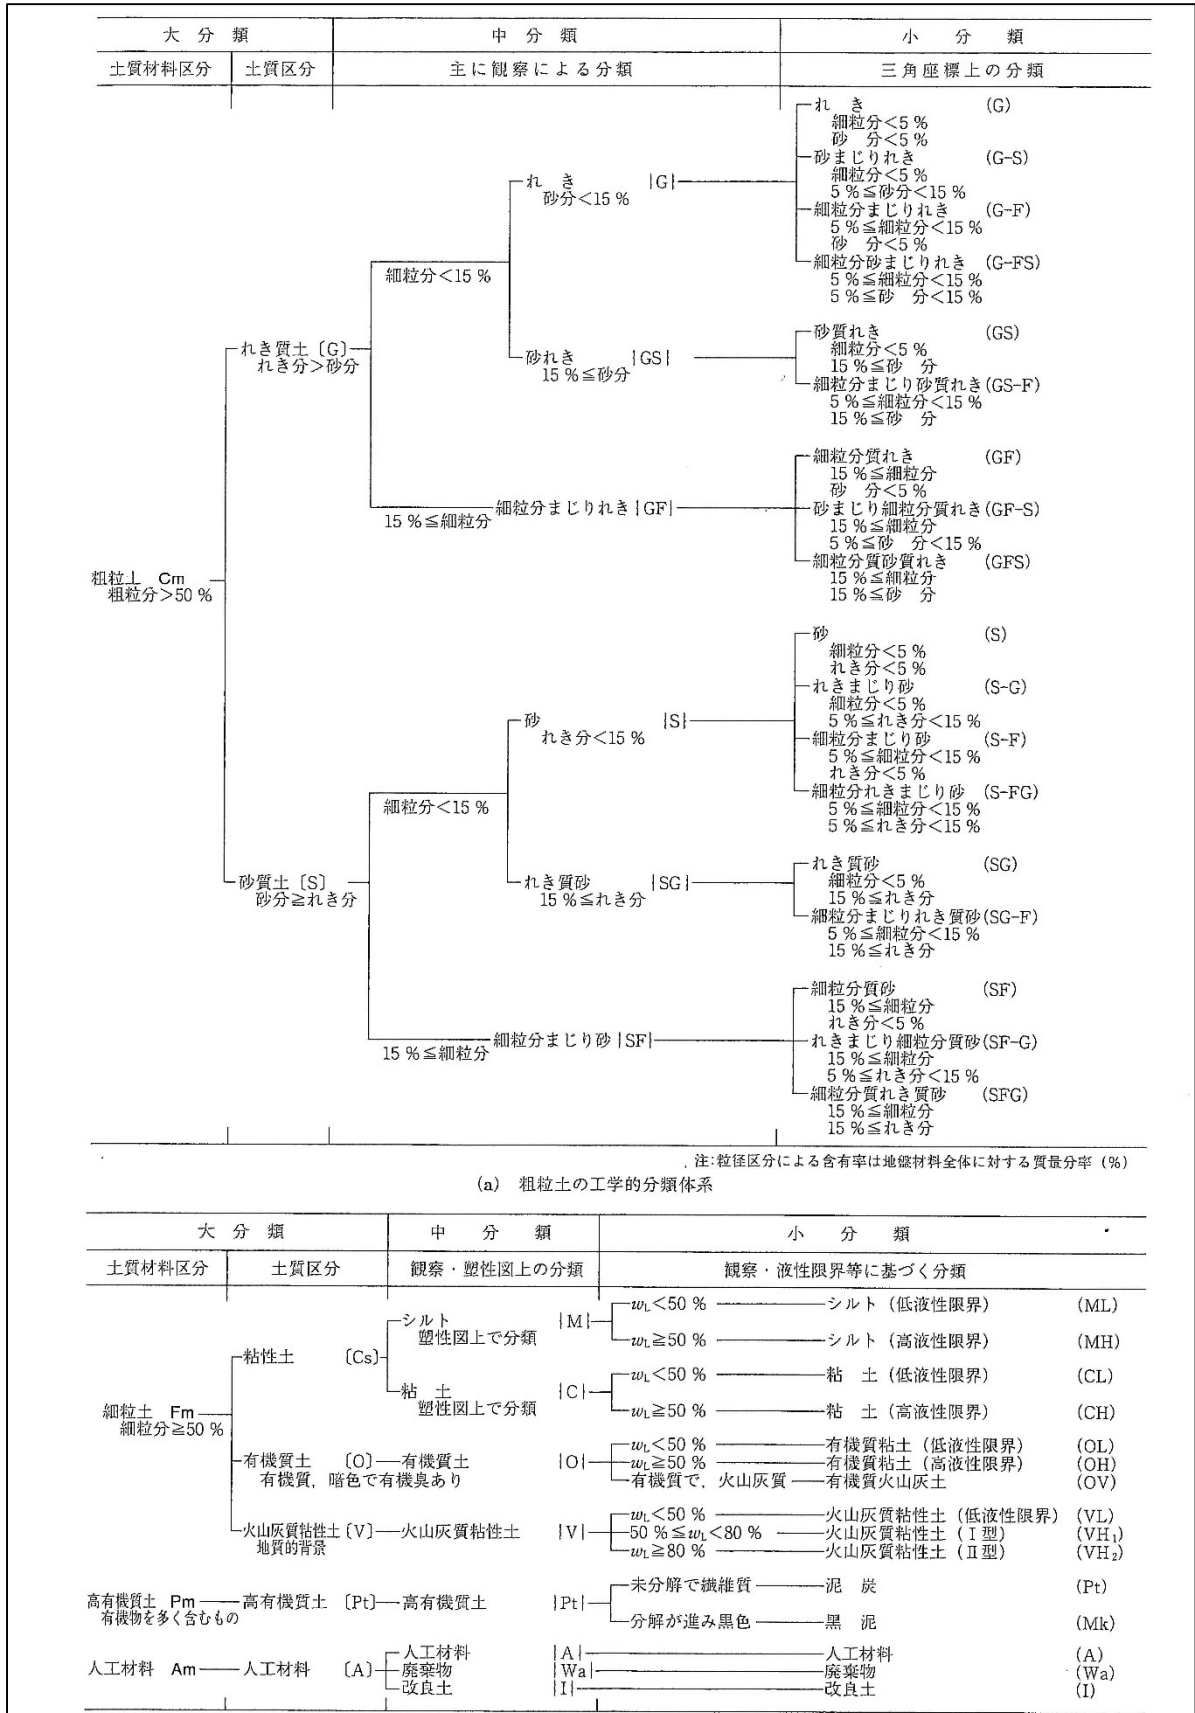 大分類 中分類 小分類
土質材料区分 土質区分 主に観察による分類 三角座標上の分類
れき (G)
細粒分<5%
砂分<5%
砂まじりれき (G-S)
細粒分<5%
5%≦砂分<15%
れき |G|
砂分<15%
細粒分まじりれき (G-F)
5%≦細粒分<15%
砂分<5%
細粒分砂まじりれき (G-FS)
5%≦細粒分<15%
5%≦砂分<15%
細粒分<15%
砂質れき (GS)
細粒分<5%
15%≦砂分
れき質土〔G〕
れき分>砂分
砂れき |GS|
15%≦砂分
細粒分まじり砂質れき(GS-F)
5%≦細粒分<15%
15%≦砂分
細粒分質れき (GF)
15%≦細粒分
砂分<5%
15%≦細粒分
細粒分まじりれき|GF|
砂まじり細粒分質れき(GF-S)
15%≦細粒分
5%≦砂分<15%
細粒分質砂質れき (GFS)
15%≦細粒分
15%≦砂分
粗粒土 Cm
粗粒分>50%
砂 (S)
細粒分<5%
れき分<5%
れきまじり砂 (S-G)
細粒分<5%
5%≦れき分<15%
砂 |S|
れき分<15%
細粒分まじり砂 (S-F)
5%≦細粒分<15%
れき分<5%
細粒分れきまじり砂 (S-FG)
5%≦細粒分<15%
5%≦れき分<15%
細粒分<15%
れき質砂 (SG)
細粒分<5%
15%≦れき分
砂質土〔S〕
砂分≧れき分
れき質砂 |SG|
15%≦れき分
細粒分まじりれき質砂(SG-F)
5%≦細粒分<15%
15%≦れき分
細粒分質砂 (SF)
15%≦細粒分
れき分<5%
15%≦細粒分
細粒分まじり砂|SF|
れきまじり細粒分質砂(SF-G)
15%≦細粒分
5%≦れき分<15%
細粒分質れき質砂 (SFG)
15%≦細粒分
15%≦れき分
注:粒径区分による含有率は地盤材料全体に対する質量分率(%)
(a) 粗粒土の工学的分類体系
大分類 中分類 小分類
土質材料区分 土質区分 観察・塑性図上の分類 観察・液性限界等に基づく分類
シルト |M|
塑性図上で分類
wL<50% シルト(低液性限界) (ML)
wL≧50% シルト(高液性限界) (MH)
粘性土 〔Cs〕
粘土 |C|
塑性図上で分類
wL<50% 粘土(低液性限界) (CL)
wL≧50% 粘土(高液性限界) (CH)
細粒土 Fm
細粒分≧50%
有機質土 〔O〕 有機質土 |O|
有機質,暗色で有機臭あり
wL<50% 有機質粘土(低液性限界) (OL)
wL≧50% 有機質粘土(高液性限界) (OH)
有機質で,火山灰質 有機質火山灰土 (OV)
火山灰質粘性土〔V〕 火山灰質粘性土 |V|
地質的背景
wL<50% 火山灰質粘性土(低液性限界) (VL)
50%≦wL<80% 火山灰質粘性土(Ⅰ型) (VH1)
wL≧80% 火山灰質粘性土(Ⅱ型) (VH2)
高有機質土 Pm 高有機質土 〔Pt〕 高有機質土 |Pt|
有機物を多く含むもの
未分解で繊維質 泥炭 (Pt)
分解が進み黒色 黒泥 (Mk)
人工材料 Am 人工材料 〔A〕
人工材料 |A| 人工材料 (A)
廃棄物 |Wa| 廃棄物 (Wa)
改良土 |I| 改良土 (I)